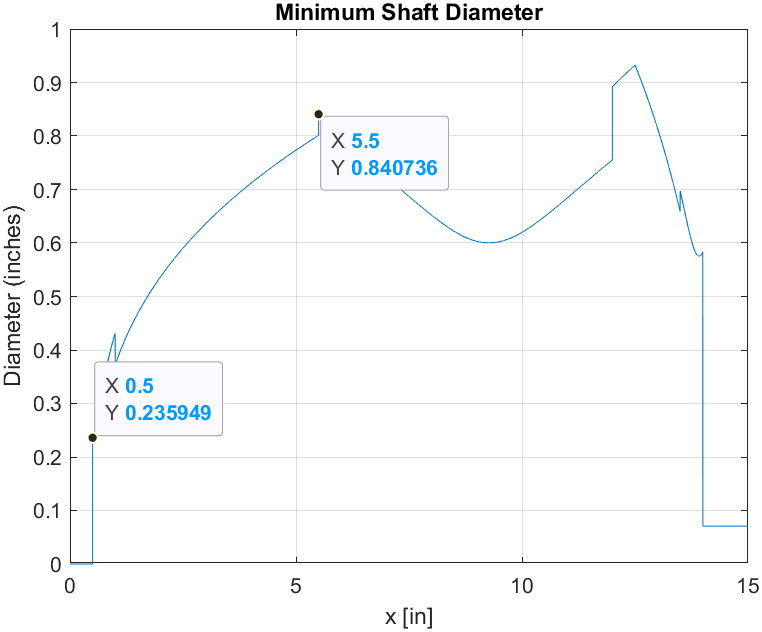 Minimum Shaft Diameter
Diameter (inches)
1
0.9
0.8
0.7
0.6
0.5
0.4
0.3
0.2
0.1
0
X 5.5
Y 0.840736
X 0.5
Y 0.235949
0 5 10 15
x [in]